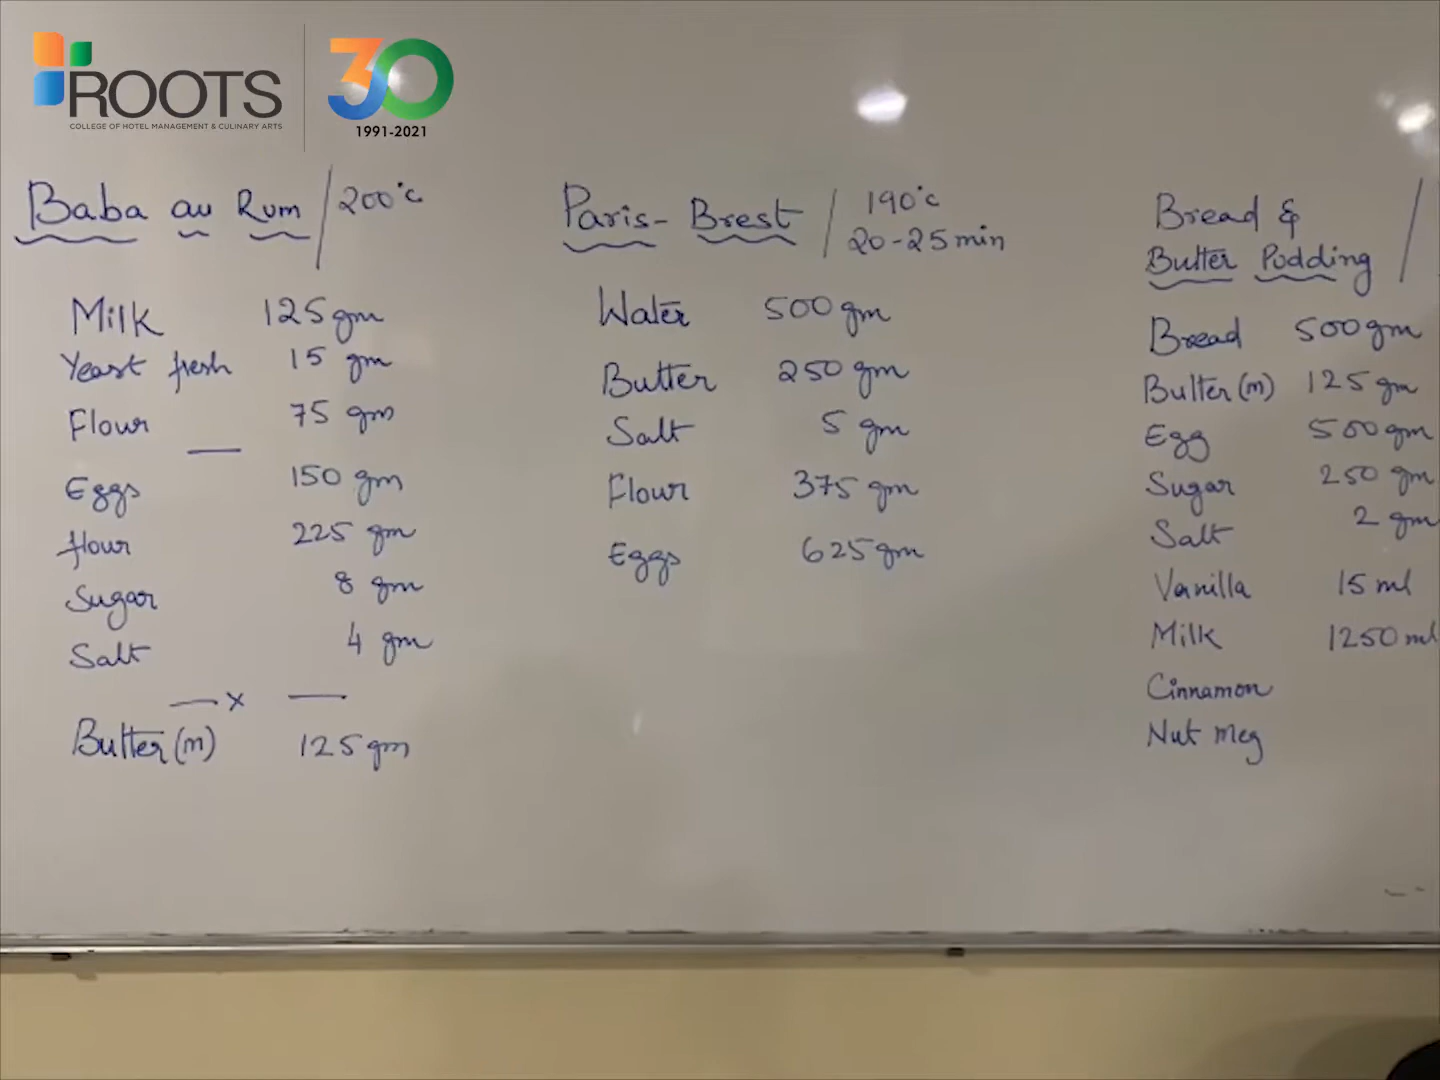 ROOTS
COLLEGE OF HOTEL MANAGEMENT & CULINARY ARTS
30
1991-2021
Baba au Rum / 200°c
Milk 125 gm
Yeast fresh 15 gm
Flour 75 gm
Eggs 150 gm
flour 225 gm
Sugar 8 gm
Salt 4 gm
— x —
Butter (m) 125 gm
Paris-Brest / 190°c
20-25 min
Water 500 gm
Butter 250 gm
Salt 5 gm
Flour 375 gm
Eggs 625 gm
Bread &
Butter Pudding /
Bread 500 gm
Butter (m) 125 gm
Egg 500 gm
Sugar 250 gm
Salt 2 gm
Vanilla 15 ml
Milk 1250 ml
Cinnamon
Nut meg